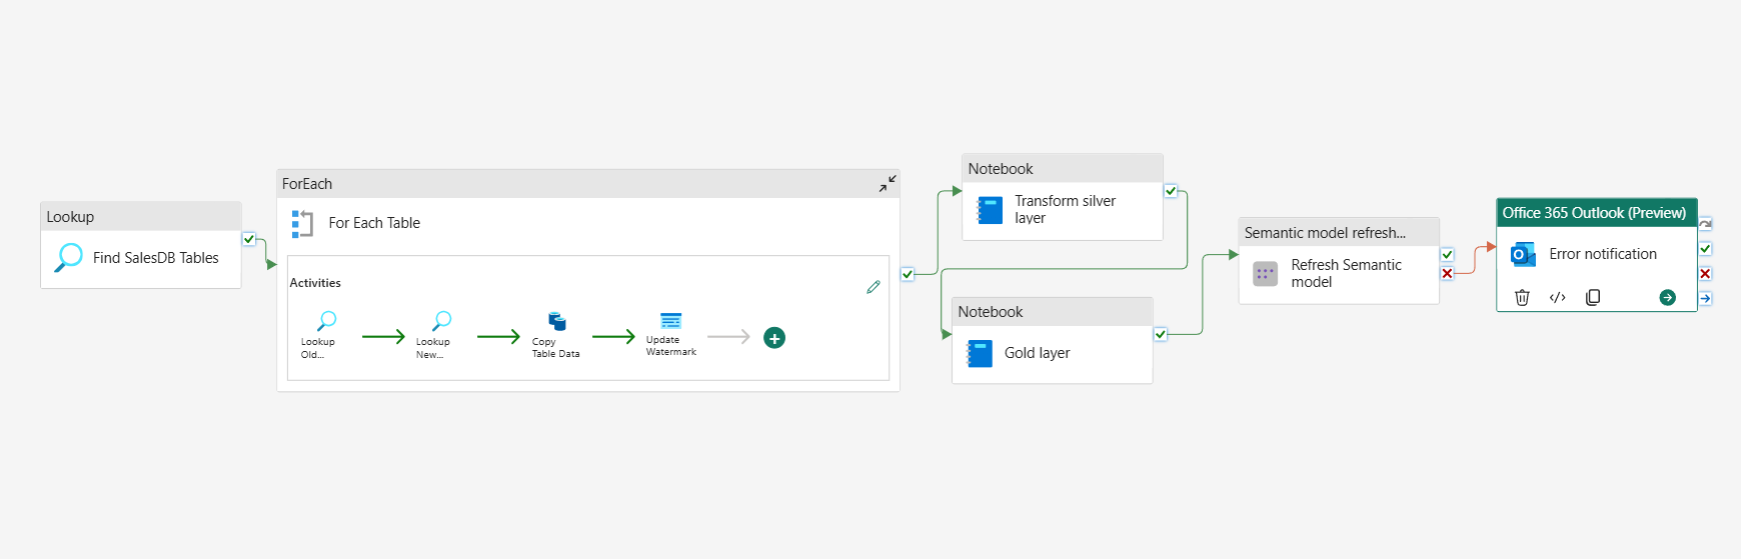 Lookup
Find SalesDB Tables
ForEach
For Each Table
Activities
Lookup
Old...
Lookup
New...
Copy
Table Data
Update
Watermark
Notebook
Transform silver
layer
Notebook
Gold layer
Semantic model refresh...
Refresh Semantic
model
Office 365 Outlook (Preview)
Error notification